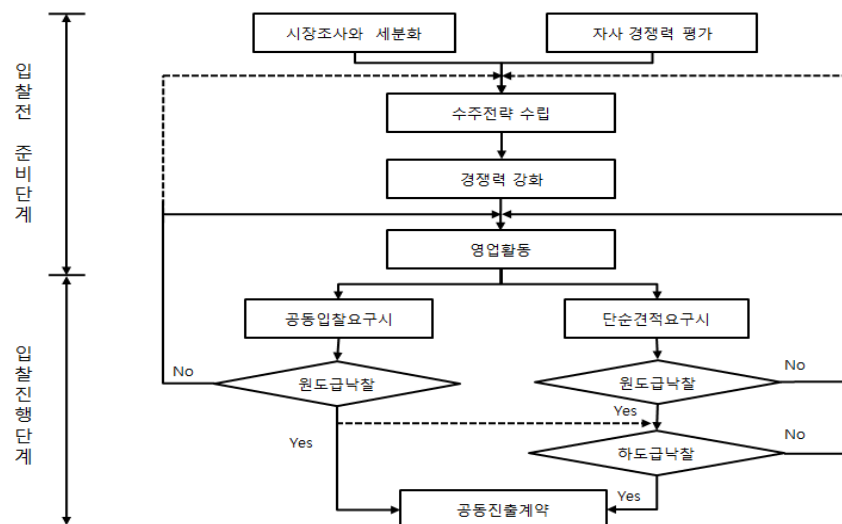 시장조사와 세분화
자사 경쟁력 평가
입찰전 준비단계
수주전략 수립
경쟁력 강화
영업활동
공동입찰요구시
단순견적요구시
입찰진행단계
No
원도급낙찰
원도급낙찰
No
Yes
Yes
하도급낙찰
No
공동진출계약
Yes